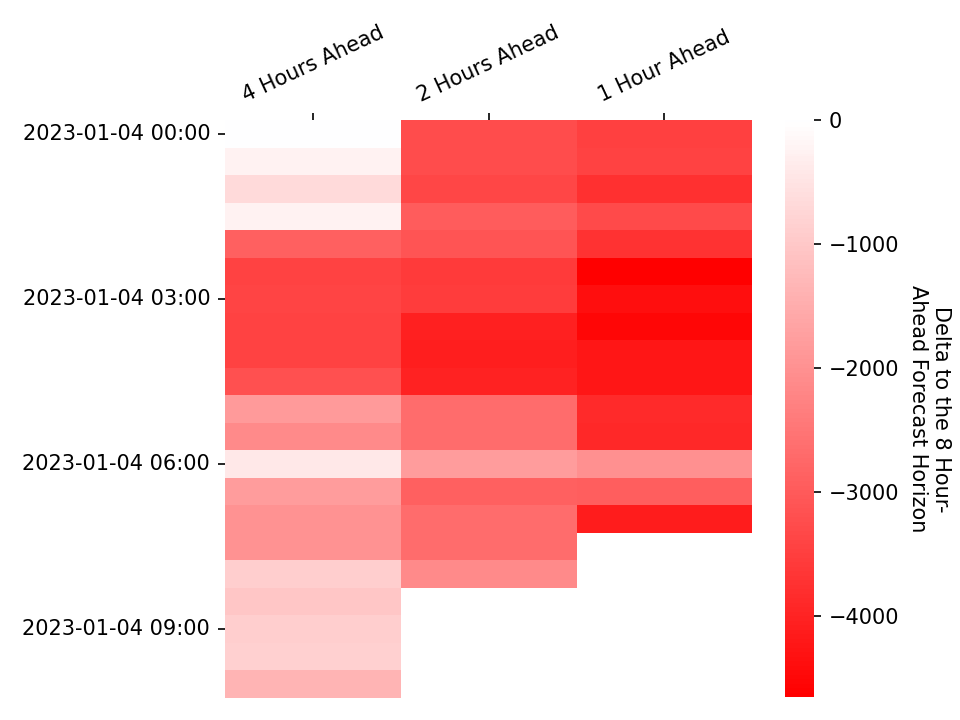 4 Hours Ahead
2 Hours Ahead
1 Hour Ahead
2023-01-04 00:00
2023-01-04 03:00
2023-01-04 06:00
2023-01-04 09:00
0
−1000
−2000
−3000
−4000
Delta to the 8 Hour-
Ahead Forecast Horizon